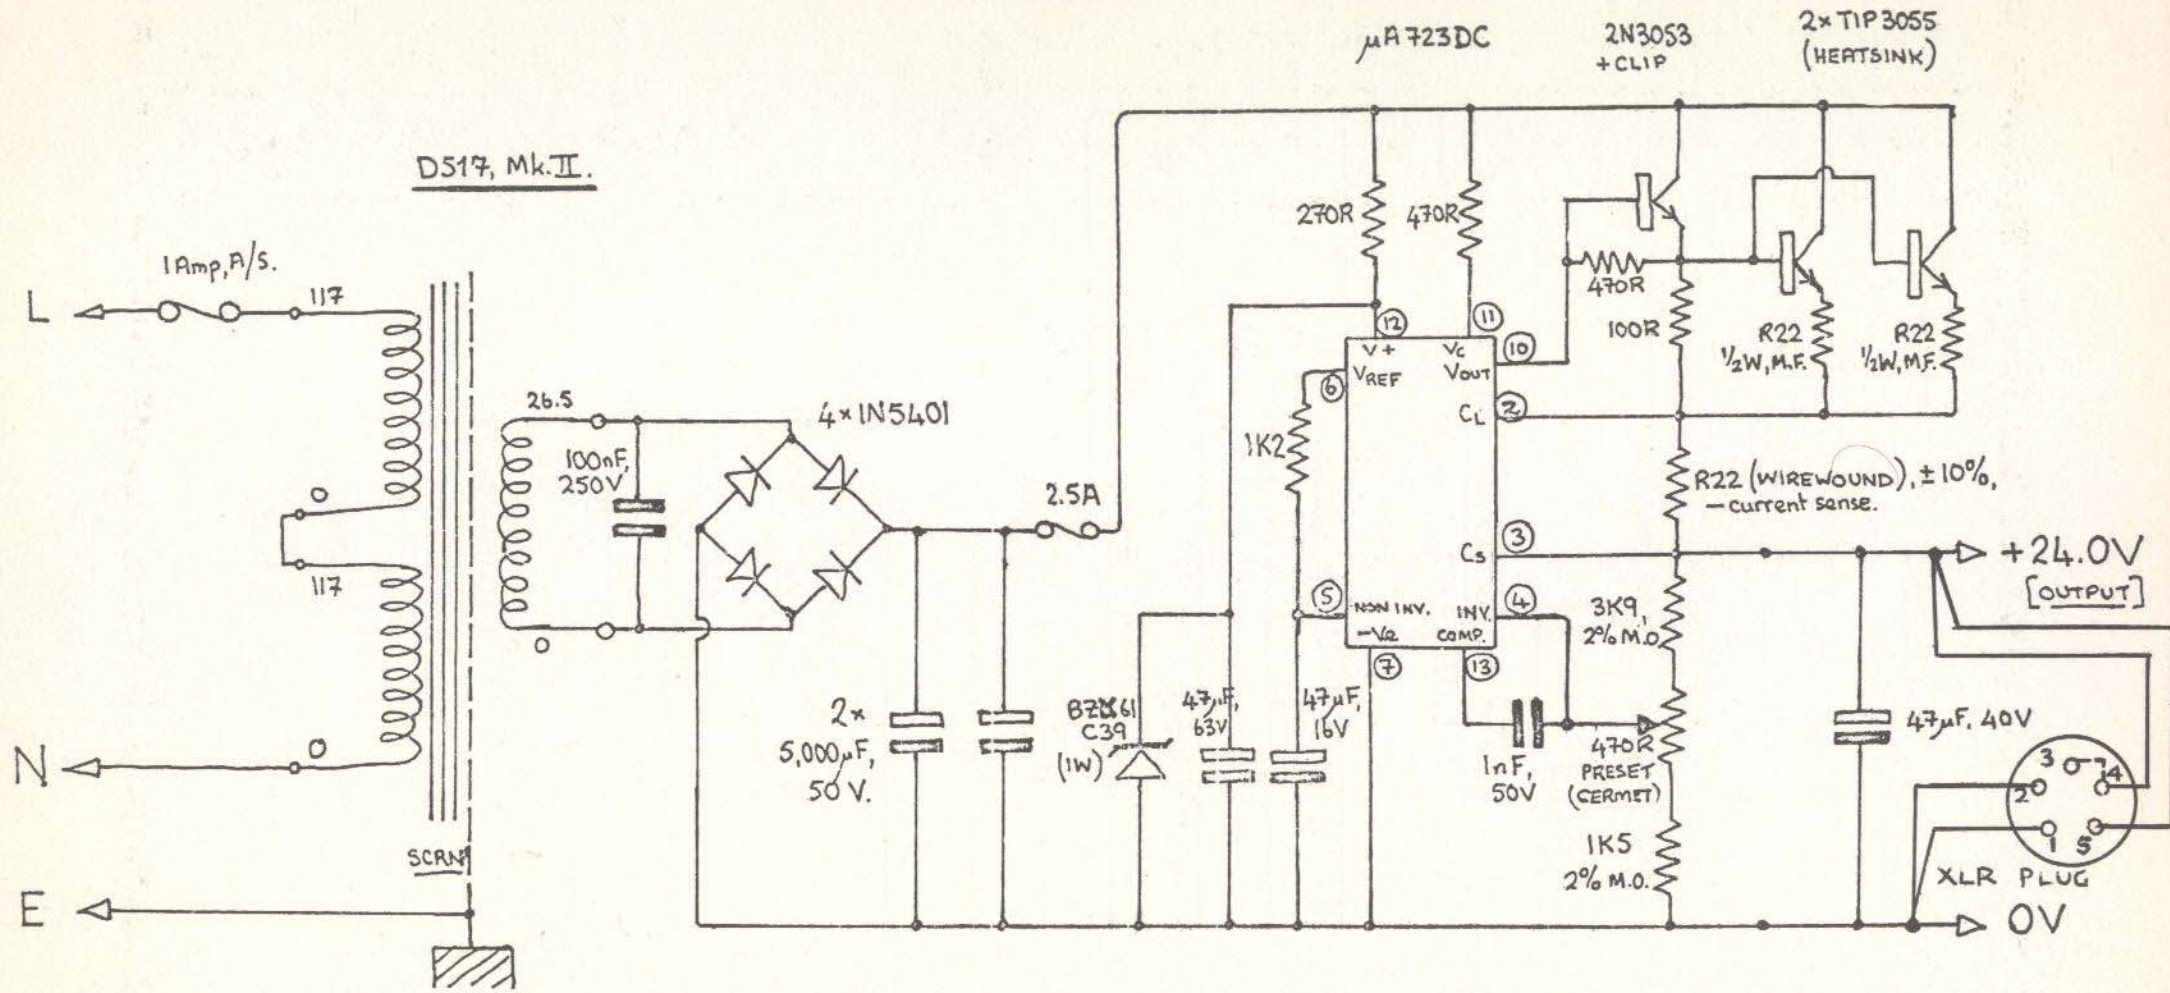 D517, Mk.II.
μA723DC
2N3053
+CLIP
2×TIP3055
(HEATSINK)
1Amp, A/S.
L
117
0
117
0
N
E
SCRN
26.5
0
100nF,
250V
4×1N5401
2.5A
2×
5,000μF,
50V.
BZX61
C39
(1W)
47μF,
63V
47μF,
16V
270R
470R
1K2
12
11
10
6
2
3
5
4
7
13
V+
Vc
VREF
VOUT
CL
Cs
NON INV.
INV.
-Ve
COMP.
470R
100R
R22
½W, M.F.
R22
½W, M.F.
R22 (WIREWOUND), ±10%,
- current sense.
3K9,
2% M.O.
1nF,
50V
470R
PRESET
(CERMET)
1K5
2% M.O.
47μF, 40V
+24.0V
[OUTPUT]
3
4
2
1
5
XLR PLUG
0V